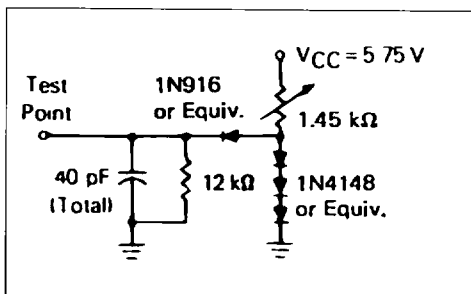 VCC = 5 75 V
Test
Point
1N916
or Equiv.
1.45 kΩ
40 pF
(Total)
12 kΩ
1N4148
or Equiv.